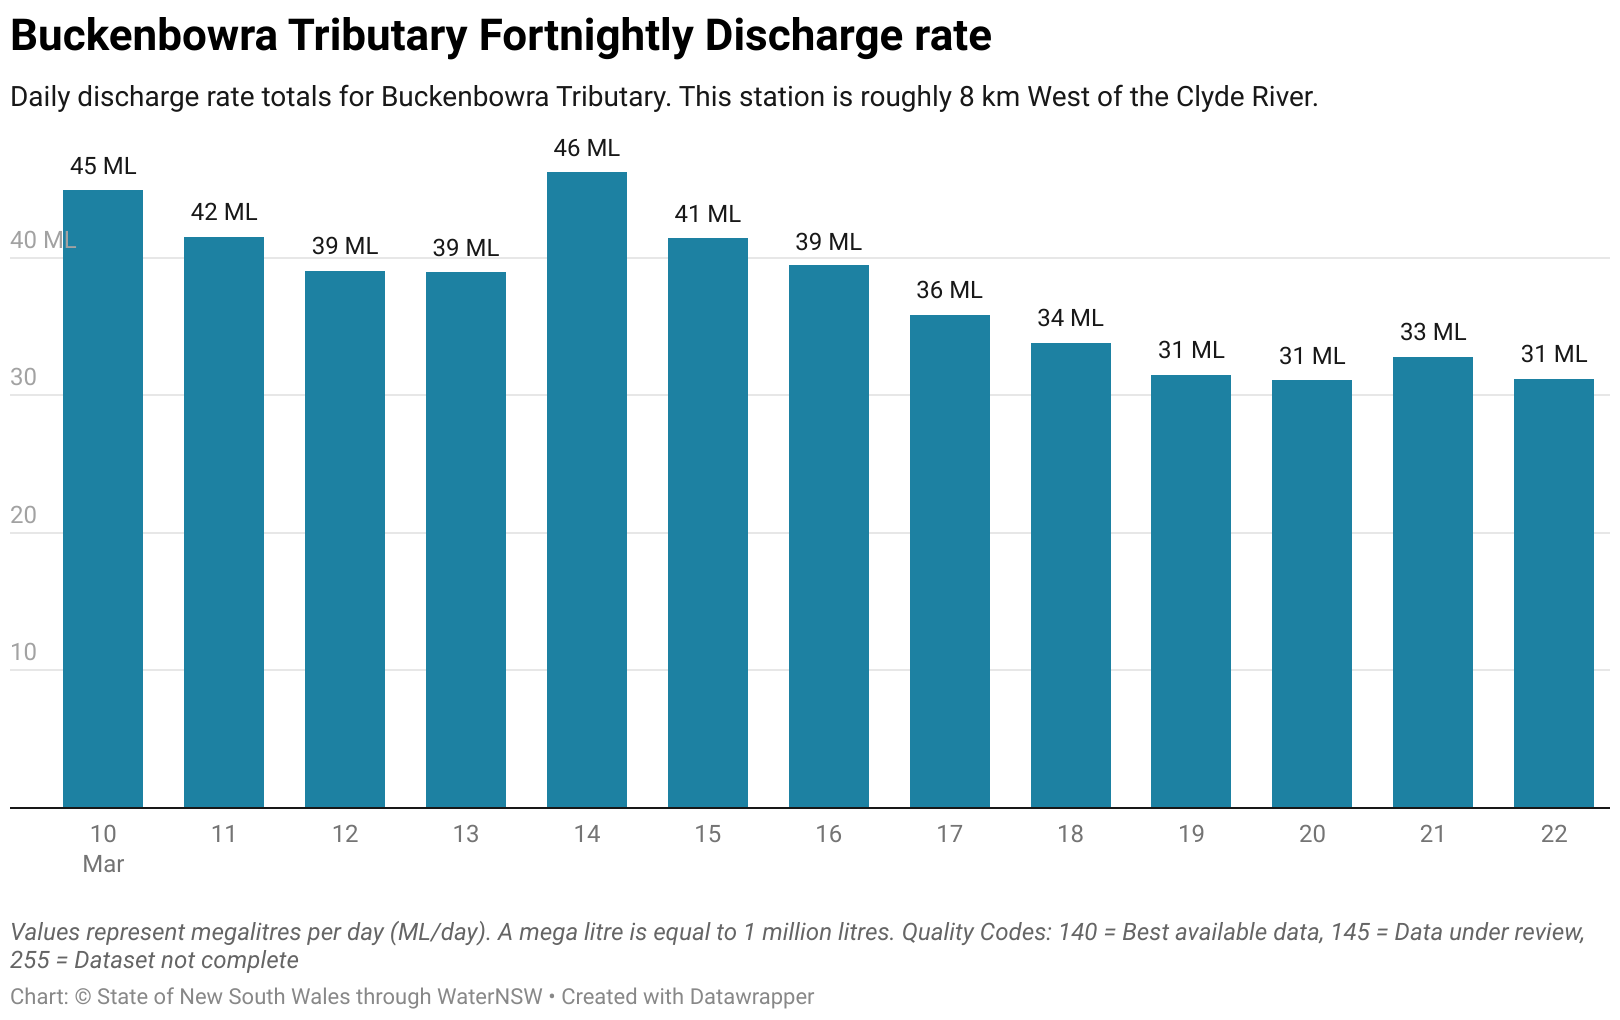 Buckenbowra Tributary Fortnightly Discharge rate
Daily discharge rate totals for Buckenbowra Tributary. This station is roughly 8 km West of the Clyde River.
46 ML
45 ML
42 ML
41 ML
40 ML
39 ML
39 ML
39 ML
36 ML
34 ML
33 ML
31 ML
31 ML
31 ML
30
20
10
10 11 12 13 14 15 16 17 18 19 20 21 22
Mar
Values represent megalitres per day (ML/day). A mega litre is equal to 1 million litres. Quality Codes: 140 = Best available data, 145 = Data under review,
255 = Dataset not complete
Chart: © State of New South Wales through WaterNSW • Created with Datawrapper